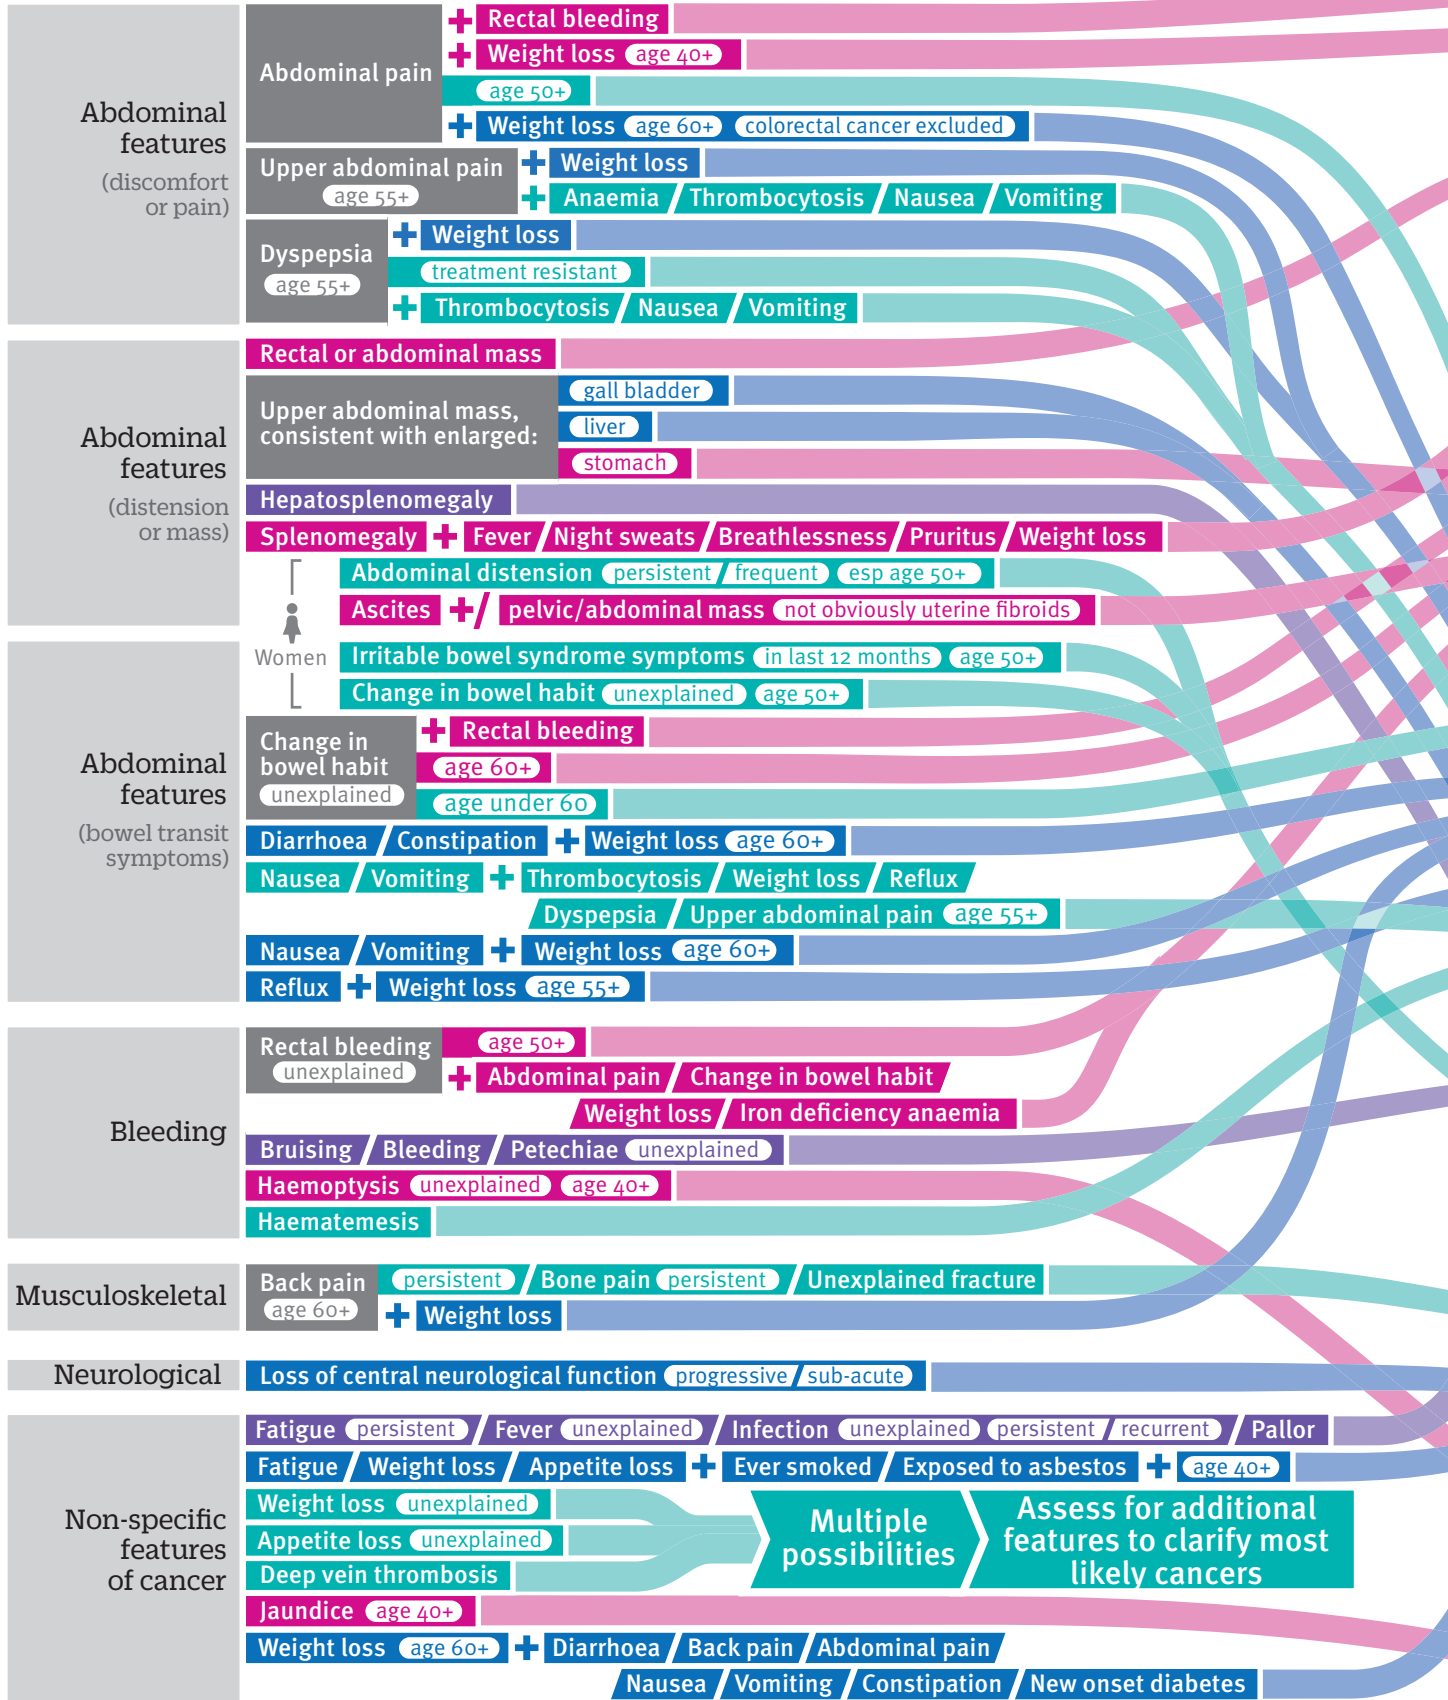 Abdominal features
(discomfort or pain)
Abdominal pain
+ Rectal bleeding
+ Weight loss age 40+
age 50+
+ Weight loss age 60+ colorectal cancer excluded
Upper abdominal pain
age 55+
+ Weight loss
+ Anaemia / Thrombocytosis / Nausea / Vomiting
Dyspepsia
age 55+
+ Weight loss
treatment resistant
+ Thrombocytosis / Nausea / Vomiting
Abdominal features
(distension or mass)
Rectal or abdominal mass
Upper abdominal mass,
consistent with enlarged:
gall bladder
liver
stomach
Hepatosplenomegaly
Splenomegaly + Fever / Night sweats / Breathlessness / Pruritus / Weight loss
Women
Abdominal distension persistent / frequent esp age 50+
Ascites +/ pelvic/abdominal mass not obviously uterine fibroids
Irritable bowel syndrome symptoms in last 12 months age 50+
Change in bowel habit unexplained age 50+
Abdominal features
(bowel transit symptoms)
Change in
bowel habit
unexplained
+ Rectal bleeding
age 60+
age under 60
Diarrhoea / Constipation + Weight loss age 60+
Nausea / Vomiting + Thrombocytosis / Weight loss / Reflux
/ Dyspepsia / Upper abdominal pain age 55+
Nausea / Vomiting + Weight loss age 60+
Reflux + Weight loss age 55+
Bleeding
Rectal bleeding
unexplained
age 50+
+ Abdominal pain / Change in bowel habit
/ Weight loss / Iron deficiency anaemia
Bruising / Bleeding / Petechiae unexplained
Haemoptysis unexplained age 40+
Haematemesis
Musculoskeletal
Back pain
age 60+
persistent / Bone pain persistent / Unexplained fracture
+ Weight loss
Neurological
Loss of central neurological function progressive / sub-acute
Non-specific features of cancer
Fatigue persistent / Fever unexplained / Infection unexplained persistent / recurrent / Pallor
Fatigue / Weight loss / Appetite loss + Ever smoked / Exposed to asbestos + age 40+
Weight loss unexplained
Appetite loss unexplained
Deep vein thrombosis
Multiple
possibilities
Assess for additional
features to clarify most
likely cancers
Jaundice age 40+
Weight loss age 60+ + Diarrhoea / Back pain / Abdominal pain
/ Nausea / Vomiting / Constipation / New onset diabetes